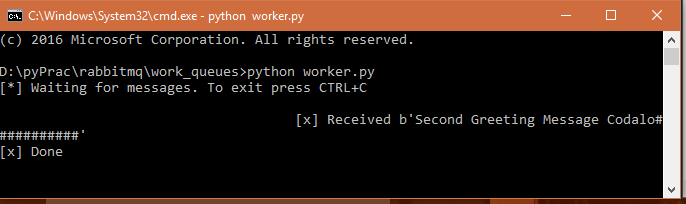 C:\Windows\System32\cmd.exe - python worker.py
(c) 2016 Microsoft Corporation. All rights reserved.
D:\pyPrac\rabbitmq\work_queues>python worker.py
[*] Waiting for messages. To exit press CTRL+C
[x] Received b'Second Greeting Message Codalo#
##########'
[x] Done